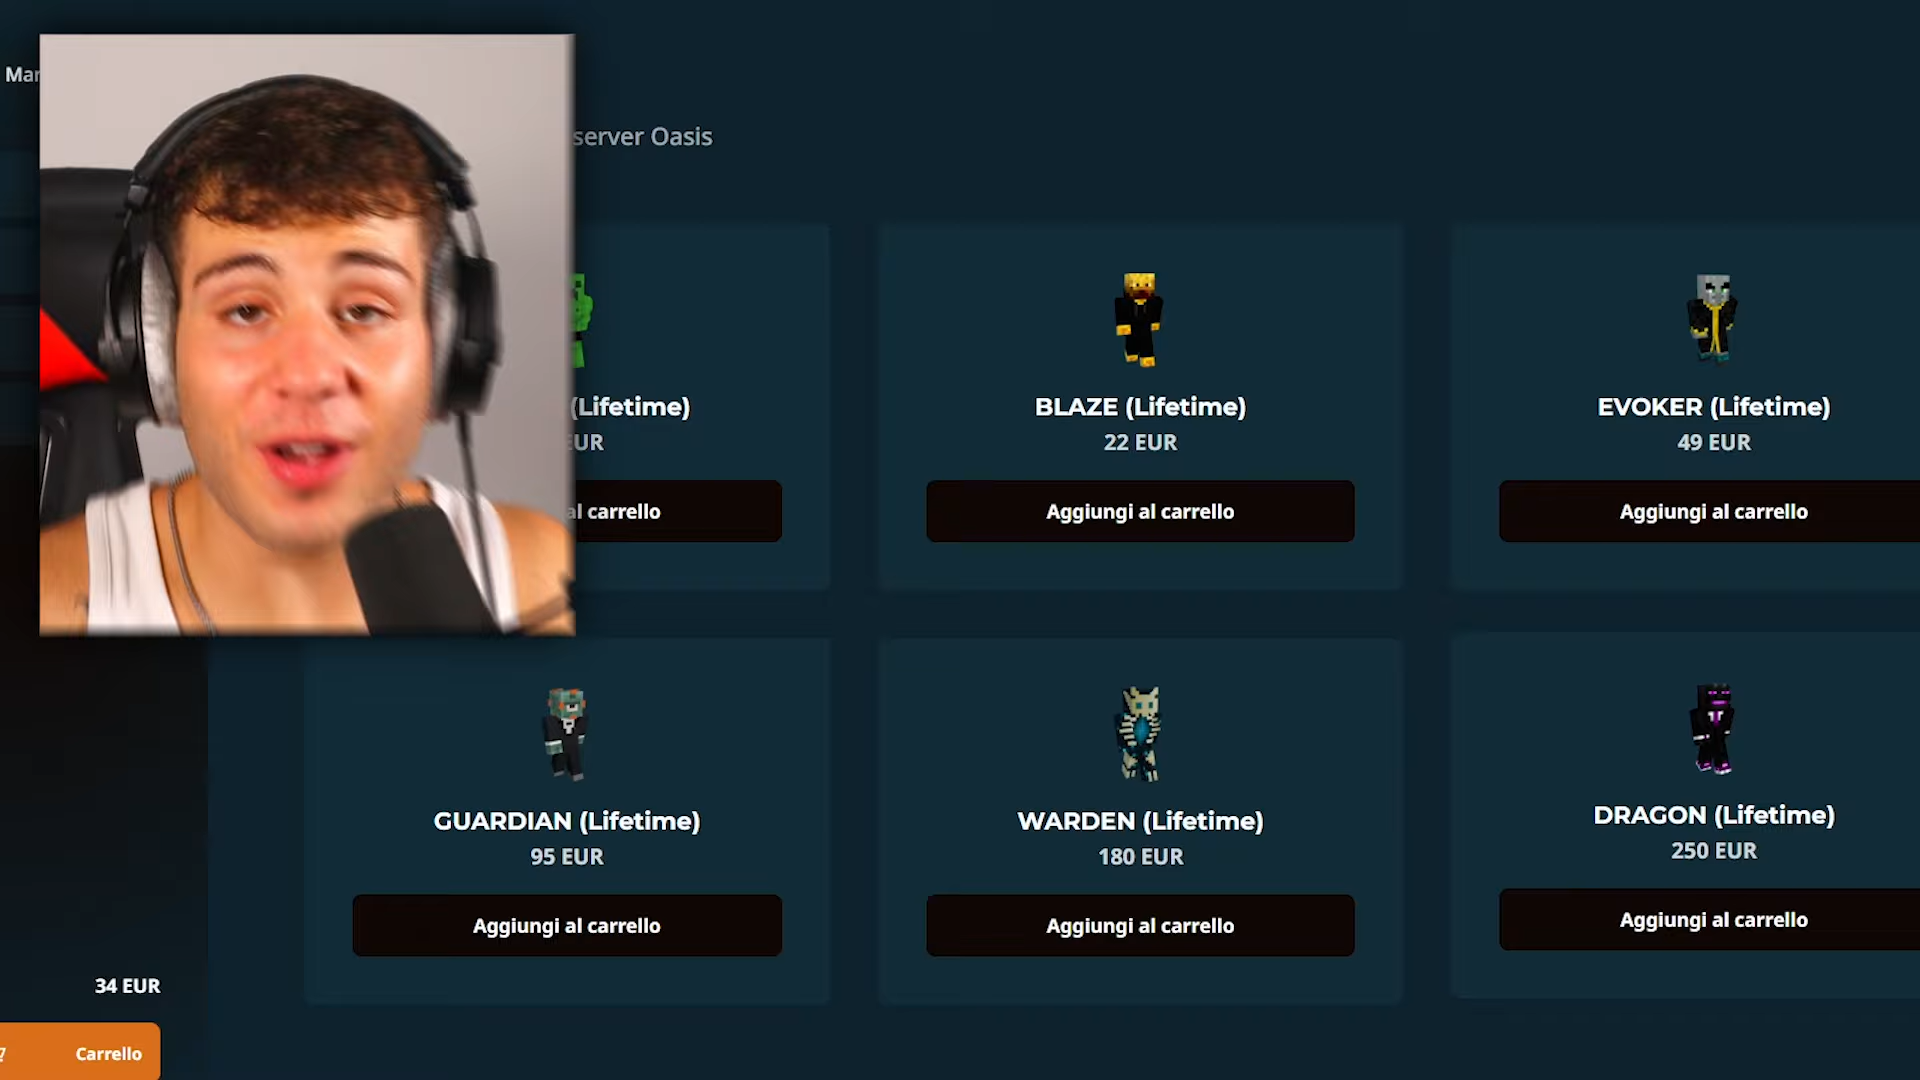 server Oasis
(Lifetime)
EUR
al carrello
BLAZE (Lifetime)
22 EUR
Aggiungi al carrello
EVOKER (Lifetime)
49 EUR
Aggiungi al carrello
GUARDIAN (Lifetime)
95 EUR
Aggiungi al carrello
WARDEN (Lifetime)
180 EUR
Aggiungi al carrello
DRAGON (Lifetime)
250 EUR
Aggiungi al carrello
34 EUR
Carrello